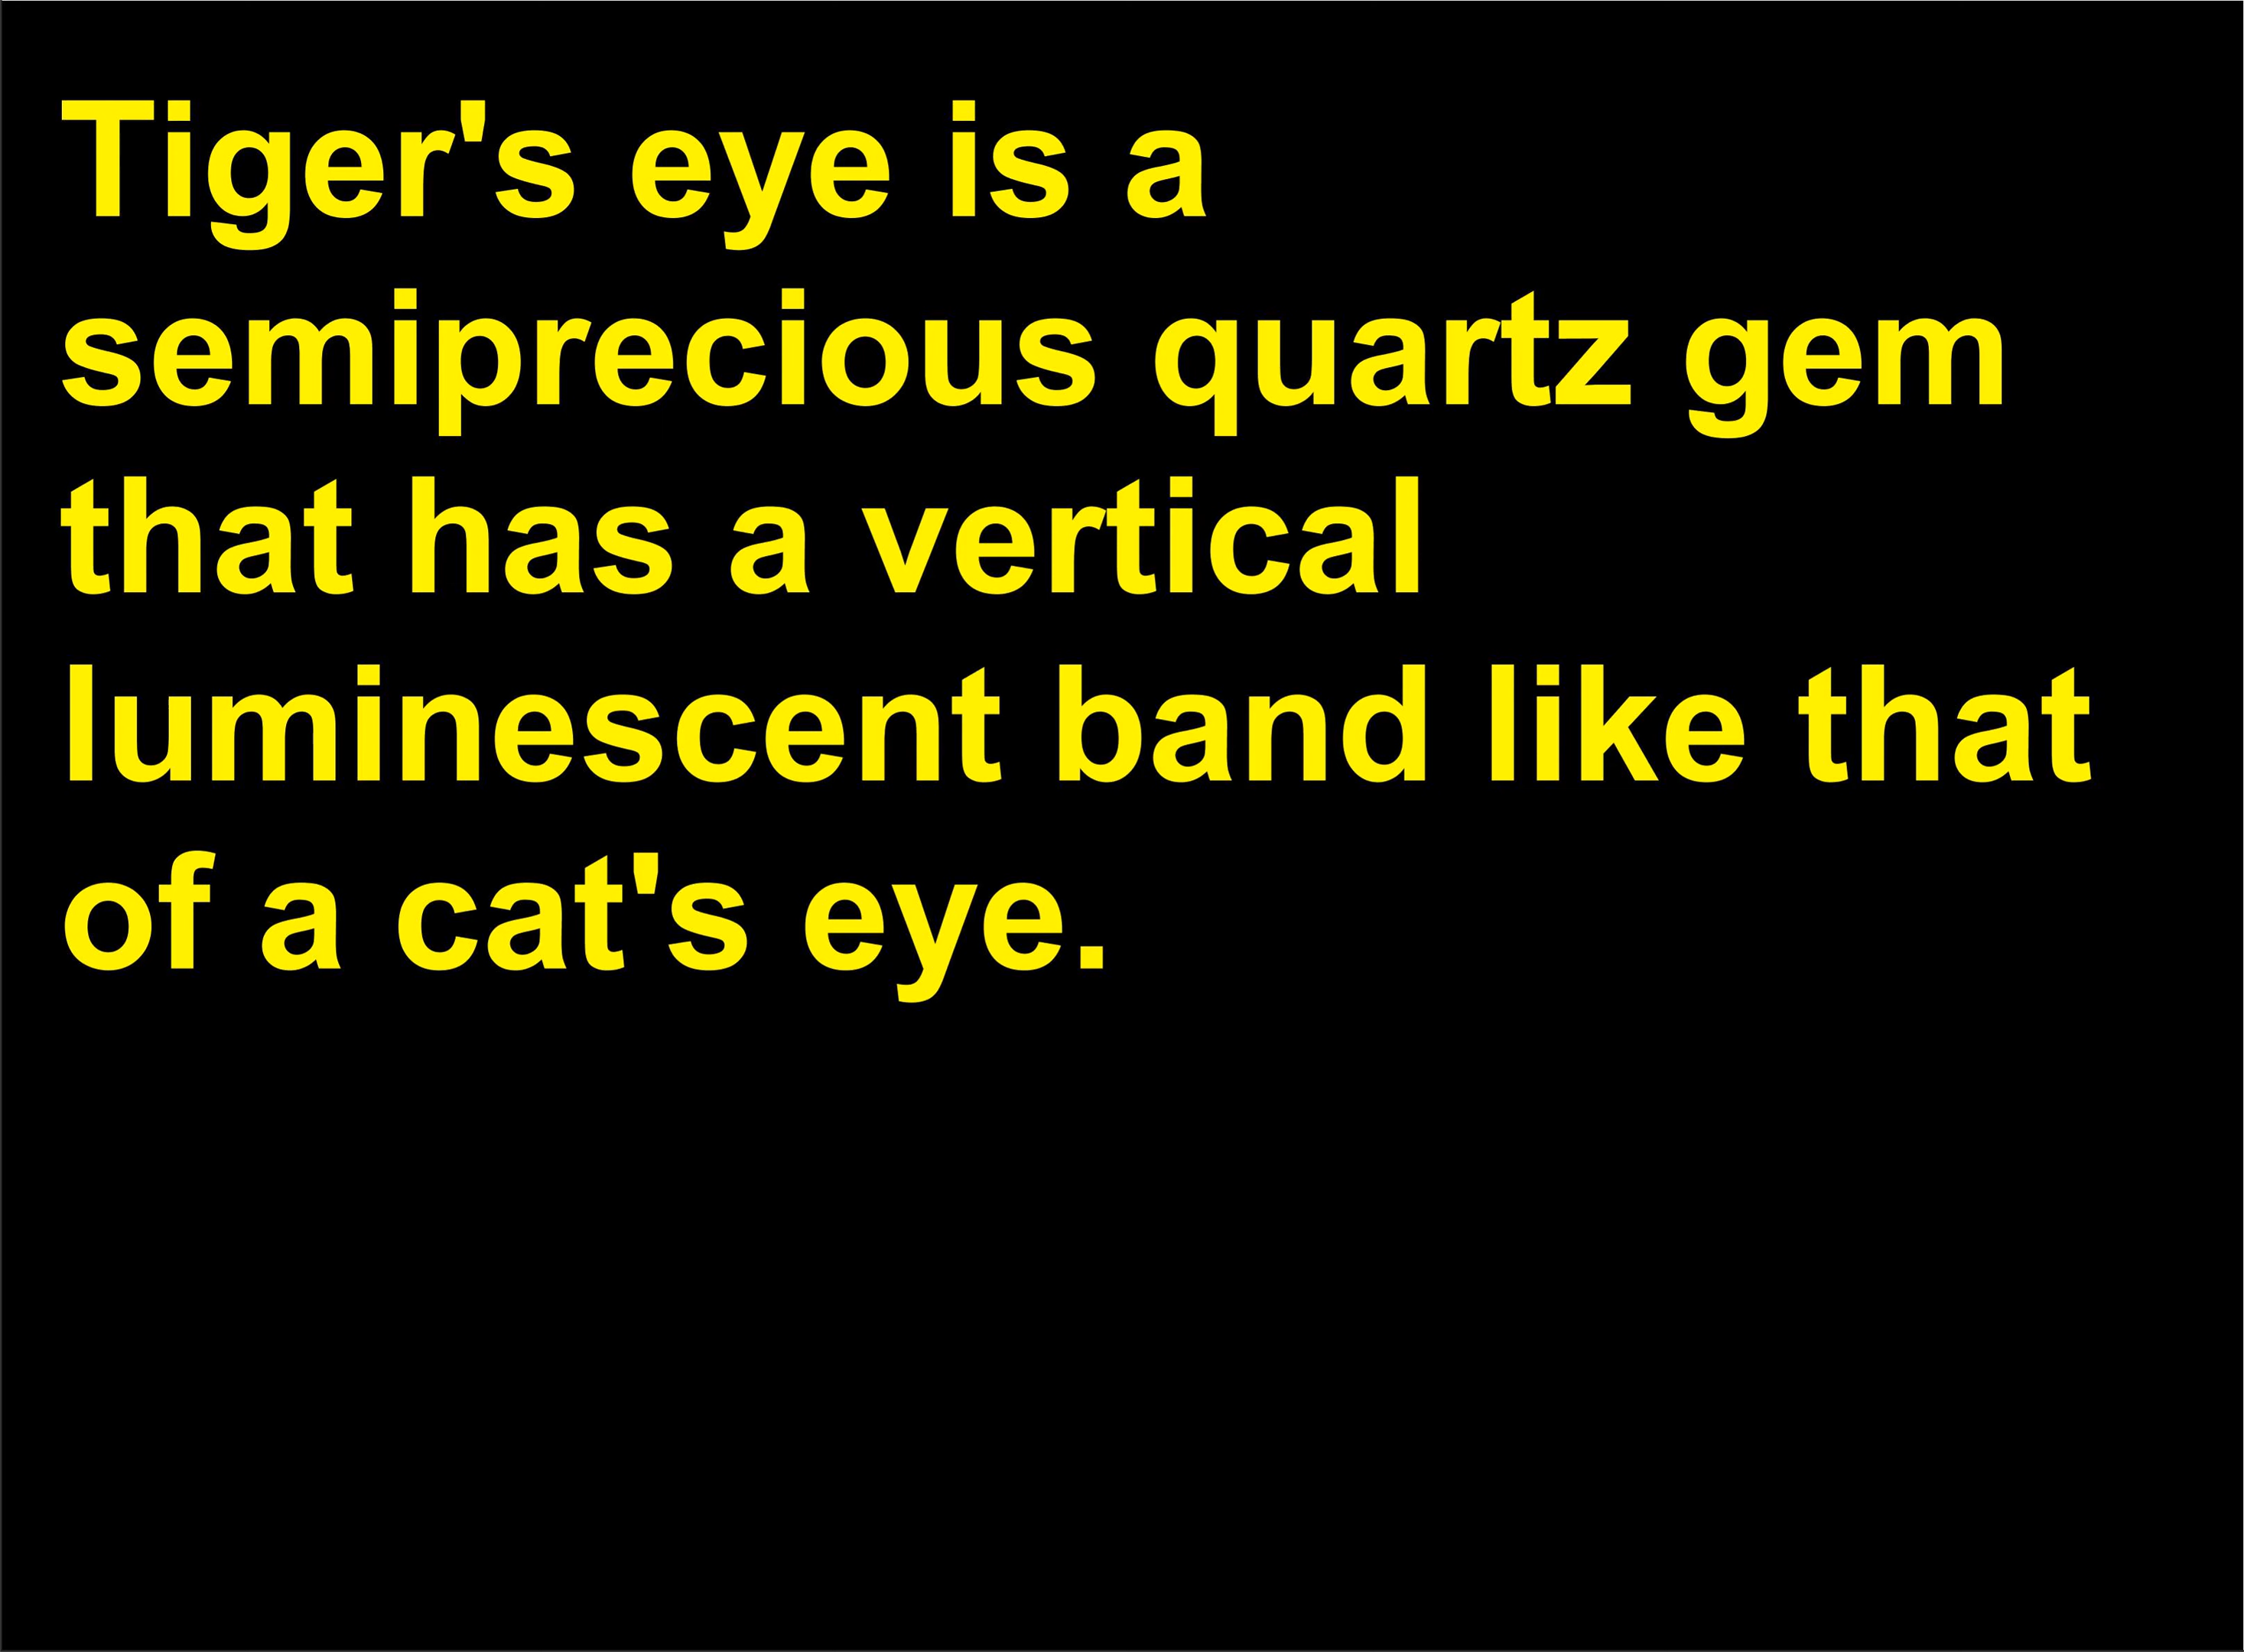 Tiger's eye is a
semiprecious quartz gem
that has a vertical
luminescent band like that
of a cat's eye.